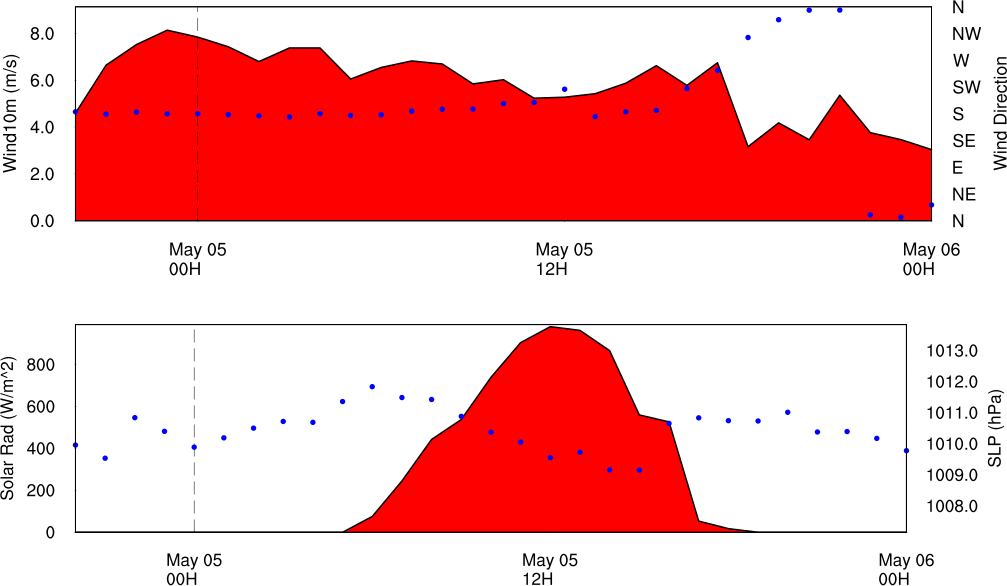 Wind10m (m/s)
8.0
6.0
4.0
2.0
0.0
N
NW
W
SW
S
SE
E
NE
N
Wind Direction
May 05
00H
May 05
12H
May 06
00H
Solar Rad (W/m^2)
800
600
400
200
0
1013.0
1012.0
1011.0
1010.0
1009.0
1008.0
SLP (hPa)
May 05
00H
May 05
12H
May 06
00H